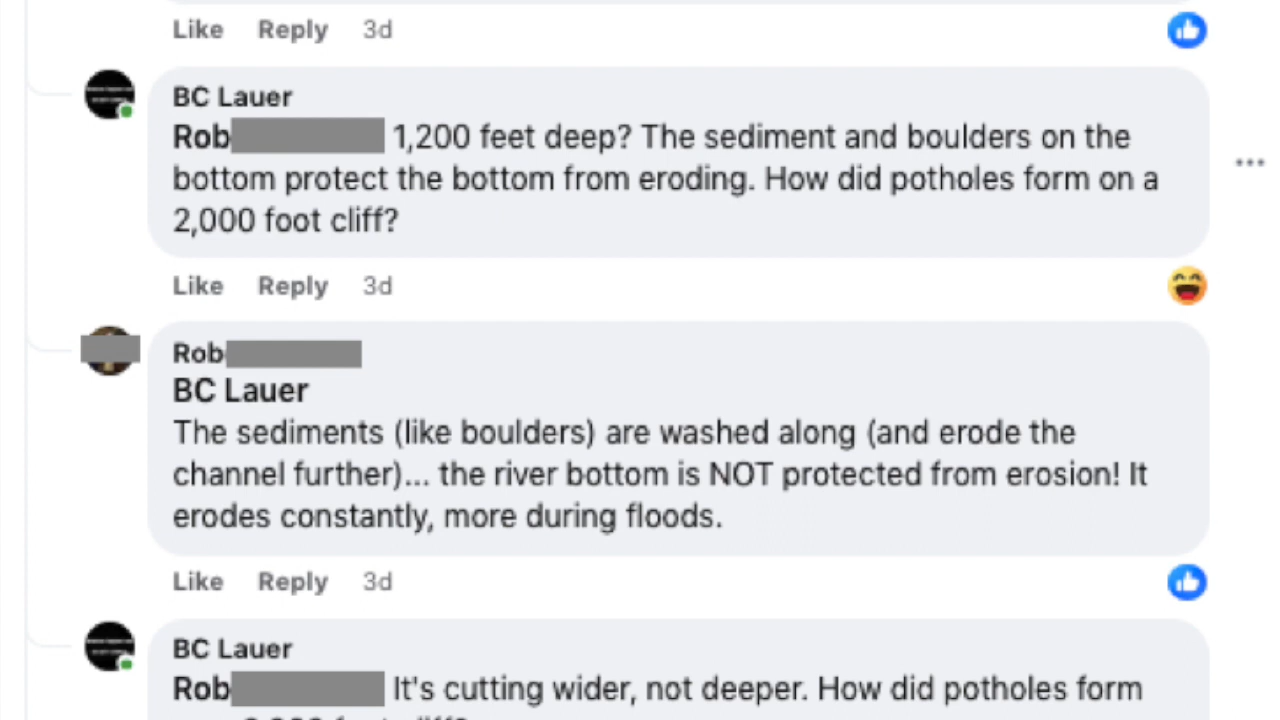 Like Reply 3d
BC Lauer
Rob 1,200 feet deep? The sediment and boulders on the
bottom protect the bottom from eroding. How did potholes form on a
2,000 foot cliff?
Like Reply 3d
Rob
BC Lauer
The sediments (like boulders) are washed along (and erode the
channel further)... the river bottom is NOT protected from erosion! It
erodes constantly, more during floods.
Like Reply 3d
BC Lauer
Rob It's cutting wider, not deeper. How did potholes form